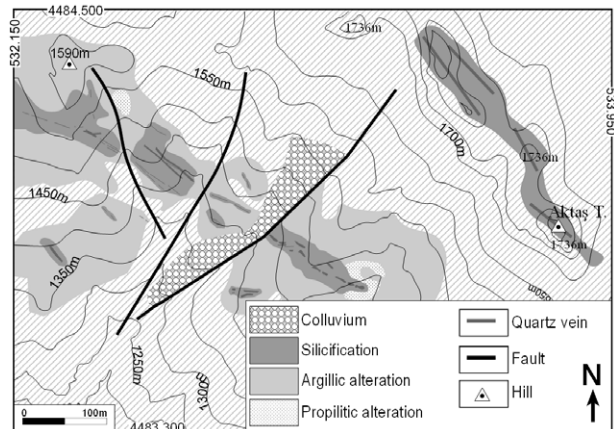 4484.500
532.150
533.950
1590m
1736m
1550m
1700m
1736m
Aktaş T.
1736m
1450m
1350m
1250m
1300m
Colluvium
Silicification
Argillic alteration
Propilitic alteration
Quartz vein
Fault
Hill
N
0 100m
4483.300